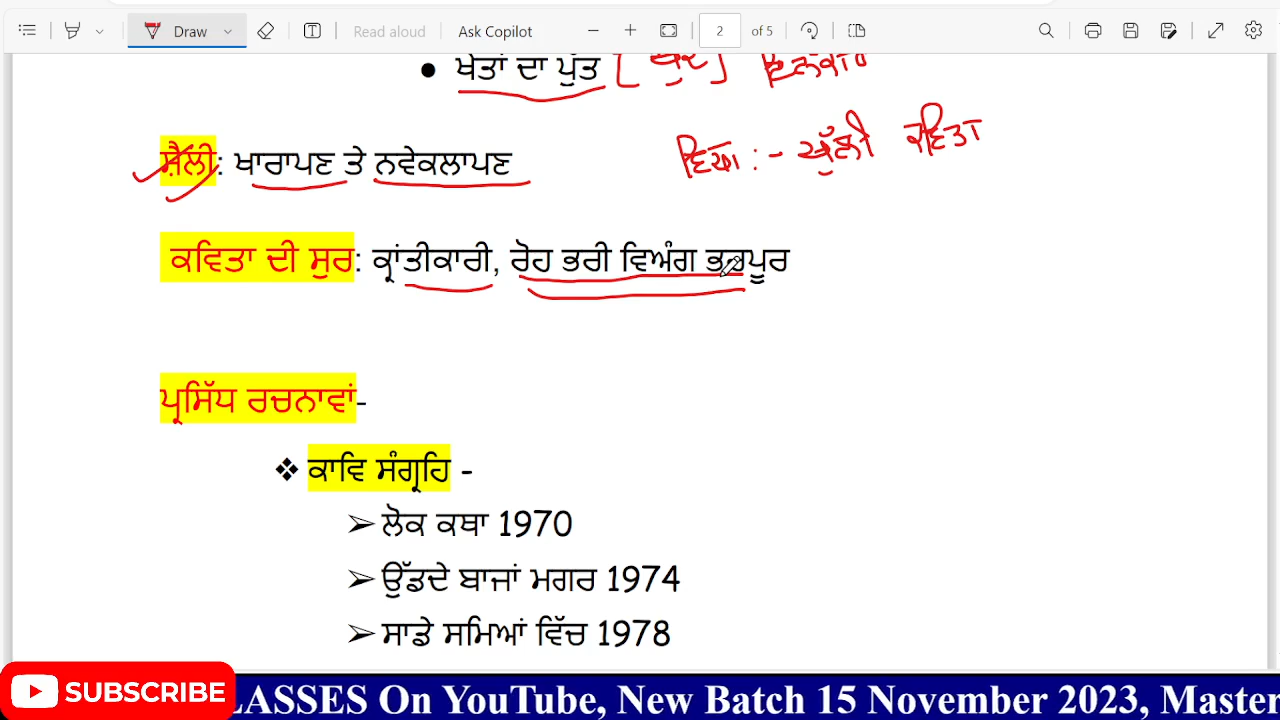 Draw
Read aloud
Ask Copilot
2
of 5
● ਖੇਤਾਂ ਦਾ ਪੁੱਤ [
ਵਿਧਾ :- ਖੁੱਲੀ ਕਵਿਤਾ
ਸ਼ੈਲੀ: ਖਾਰਾਪਣ ਤੇ ਨਵੇਕਲਾਪਣ
ਕਵਿਤਾ ਦੀ ਸੁਰ: ਕ੍ਰਾਂਤੀਕਾਰੀ, ਰੋਹ ਭਰੀ ਵਿਅੰਗ ਭਰਪੂਰ
ਪ੍ਰਸਿੱਧ ਰਚਨਾਵਾਂ-
❖ ਕਾਵਿ ਸੰਗ੍ਰਹਿ -
➢ ਲੋਕ ਕਥਾ 1970
➢ ਉੱਡਦੇ ਬਾਜਾਂ ਮਗਰ 1974
➢ ਸਾਡੇ ਸਮਿਆਂ ਵਿੱਚ 1978
SUBSCRIBE
LASSES On YouTube, New Batch 15 November 2023, Master